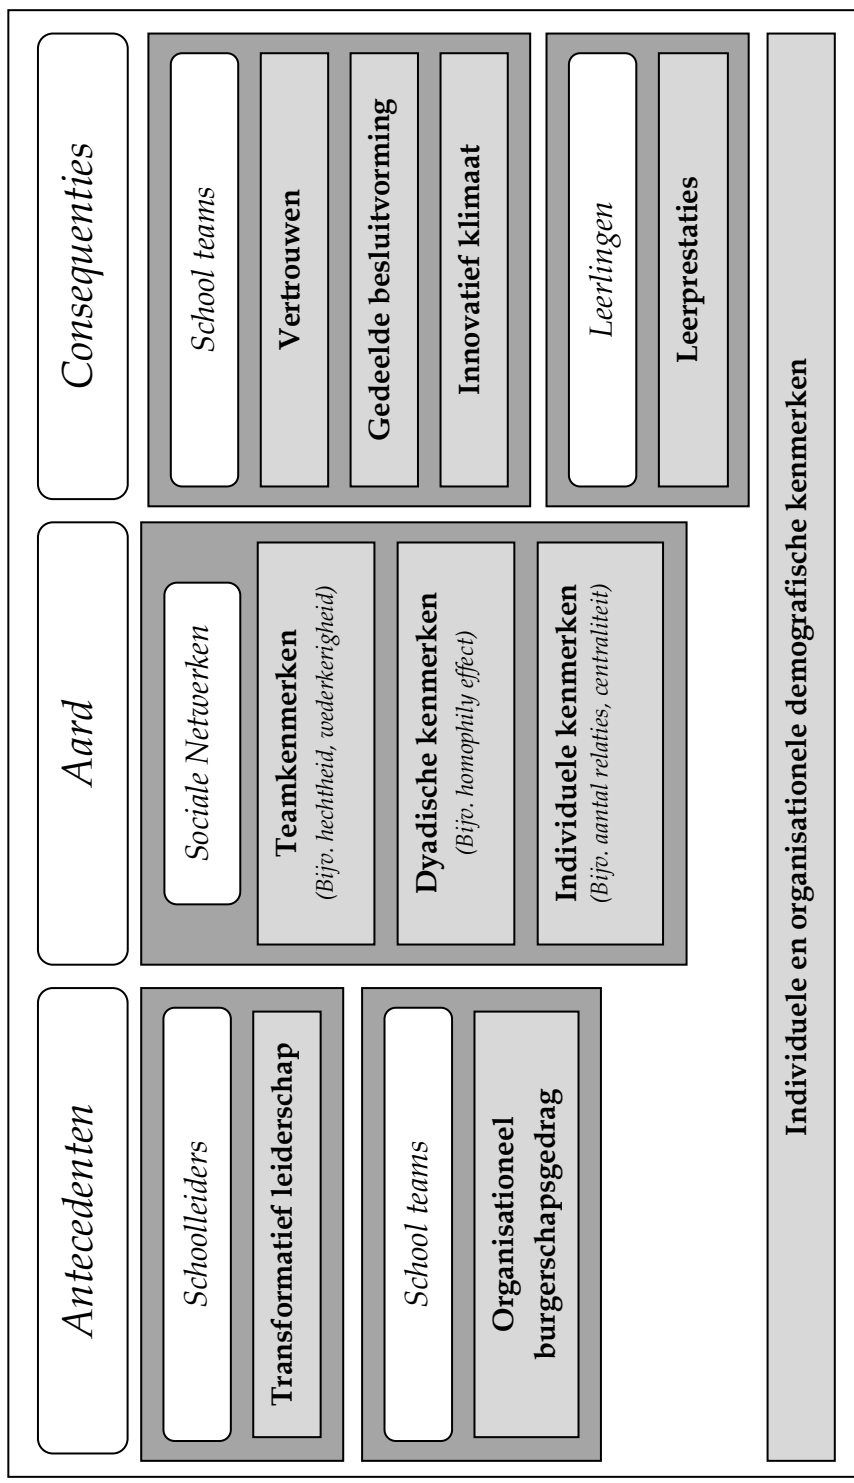 Antecedenten
Schoolleiders
Transformatief leiderschap
School teams
Organisationeel
burgerschapsgedrag
Aard
Sociale Netwerken
Teamkenmerken
(Bijv. hechtheid, wederkerigheid)
Dyadische kenmerken
(Bijv. homophily effect)
Individuele kenmerken
(Bijv. aantal relaties, centraliteit)
Consequenties
School teams
Vertrouwen
Gedeelde besluitvorming
Innovatief klimaat
Leerlingen
Leerprestaties
Individuele en organisationele demografische kenmerken